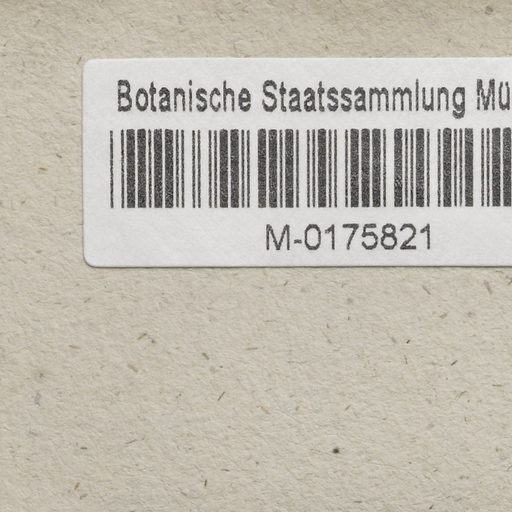 Botanische Staatssammlung Mü
M-0175821